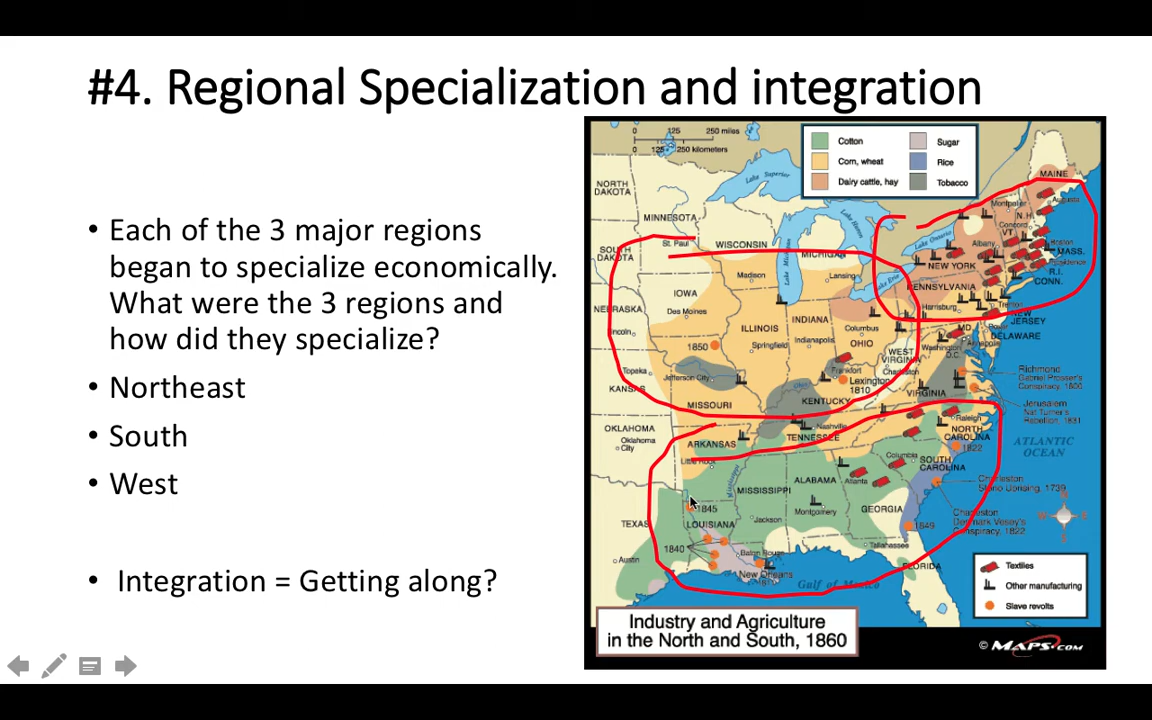 #4. Regional Specialization and integration
• Each of the 3 major regions
began to specialize economically.
What were the 3 regions and
how did they specialize?
• Northeast
• South
• West
• Integration = Getting along?
0 125 250 miles
0 125 250 kilometers
Cotton
Corn, wheat
Dairy cattle, hay
Sugar
Rice
Tobacco
NORTH
DAKOTA
MINNESOTA
St. Paul
SOUTH
DAKOTA
WISCONSIN
Madison
Lake Superior
Lake Michigan
Lake Huron
Lake Ontario
Lake Erie
MICHIGAN
Lansing
MAINE
Augusta
Montpelier
VT
N.H.
Concord
Boston
MASS.
Providence
R.I.
CONN.
Albany
NEW YORK
PENNSYLVANIA
Harrisburg
Trenton
NEW
JERSEY
Dover
DELAWARE
MD.
Annapolis
Washington
D.C.
IOWA
Des Moines
NEBRASKA
Lincoln
ILLINOIS
Springfield
INDIANA
Indianapolis
Columbus
OHIO
WEST
VIRGINIA
Charleston
1850
Topeka
KANSAS
Jefferson City
MISSOURI
Ohio
Frankfort
Lexington
1810
KENTUCKY
VIRGINIA
Richmond
Gabriel Prosser's
Conspiracy, 1800
Jerusalem
Nat Turner's
Rebellion, 1831
OKLAHOMA
Oklahoma
City
ARKANSAS
Little Rock
Nashville
TENNESSEE
Raleigh
NORTH
CAROLINA
1822
ATLANTIC
OCEAN
Mississippi
MISSISSIPPI
ALABAMA
Atlanta
Columbia
SOUTH
CAROLINA
Charleston
Stono Uprising, 1739
Charleston
Denmark Vesey's
Conspiracy, 1822
1845
TEXAS
LOUISIANA
Jackson
Montgomery
GEORGIA
1849
1840
Baton Rouge
Tallahassee
Austin
New Orleans
FLORIDA
Gulf of Mexico
W E
Textiles
Other manufacturing
Slave revolts
Industry and Agriculture
in the North and South, 1860
© MAPS.COM